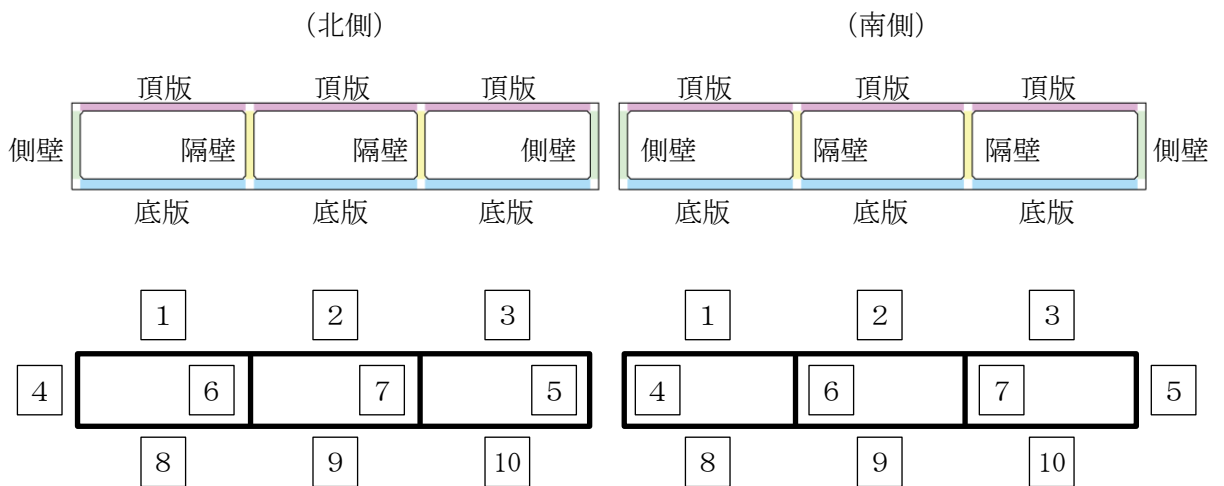 （北側） （南側）
頂版 頂版 頂版 頂版 頂版 頂版
側壁 隔壁 隔壁 側壁 側壁 隔壁 隔壁 側壁
底版 底版 底版 底版 底版 底版
1 2 3 1 2 3
4 6 7 5 4 6 7 5
8 9 10 8 9 10